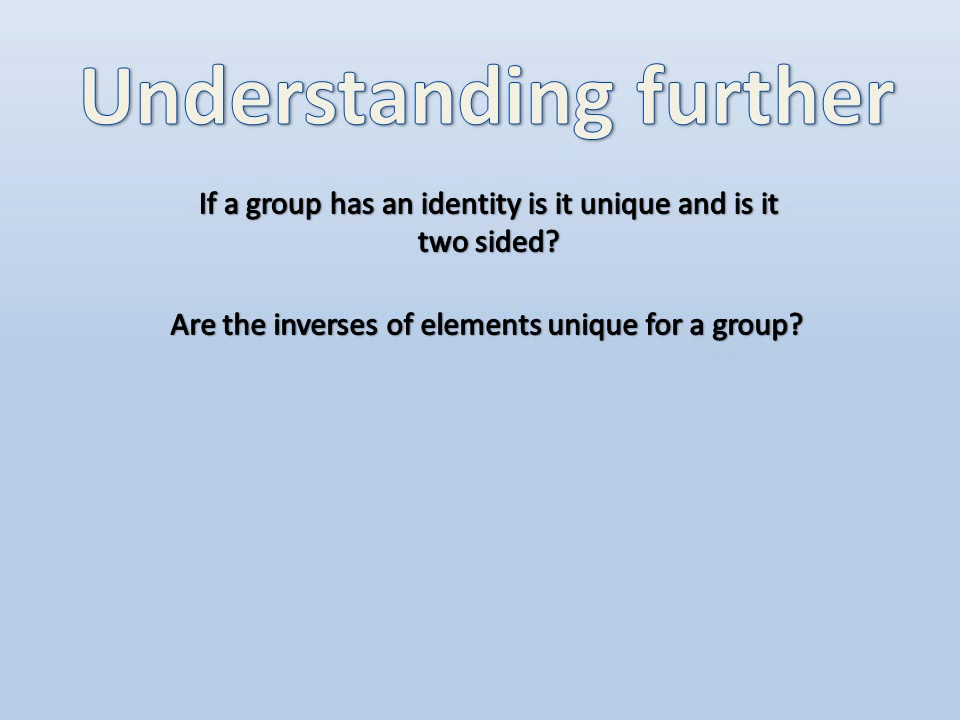 Understanding further
If a group has an identity is it unique and is it
two sided?
Are the inverses of elements unique for a group?